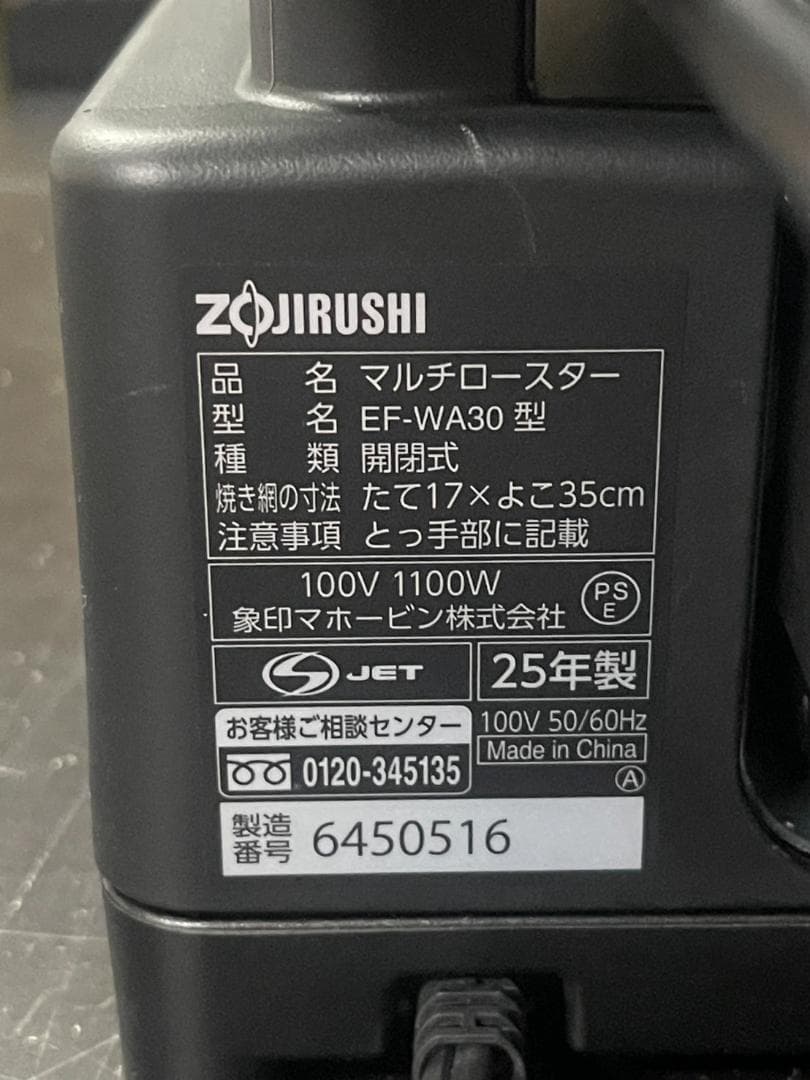 ZOJIRUSHI
品名 マルチロースター
型名 EF-WA30 型
種類 開閉式
焼き網の寸法 たて17×よこ35cm
注意事項 とっ手部に記載
100V 1100W
象印マホービン株式会社
PSE
S JET
25年製
お客様ご相談センター
0120-345135
100V 50/60Hz
Made in China
A
製造番号 6450516